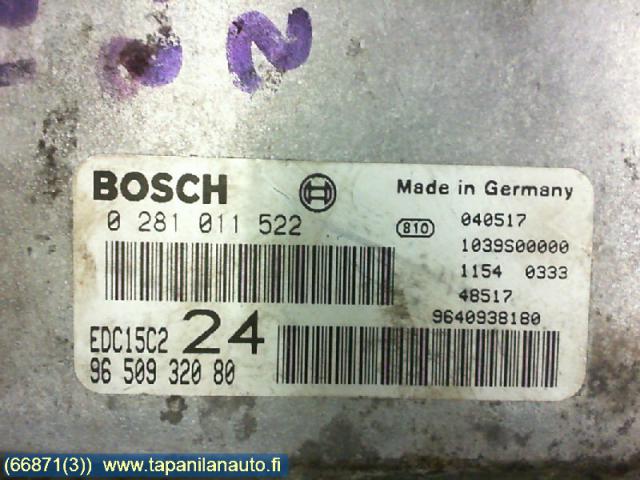 BOSCH
Made in Germany
0 281 011 522
810
040517
1039S00000
1154 0333
48517
9640938180
EDC15C2 24
96 509 320 80
(66871(3)) www.tapanilanauto.fi